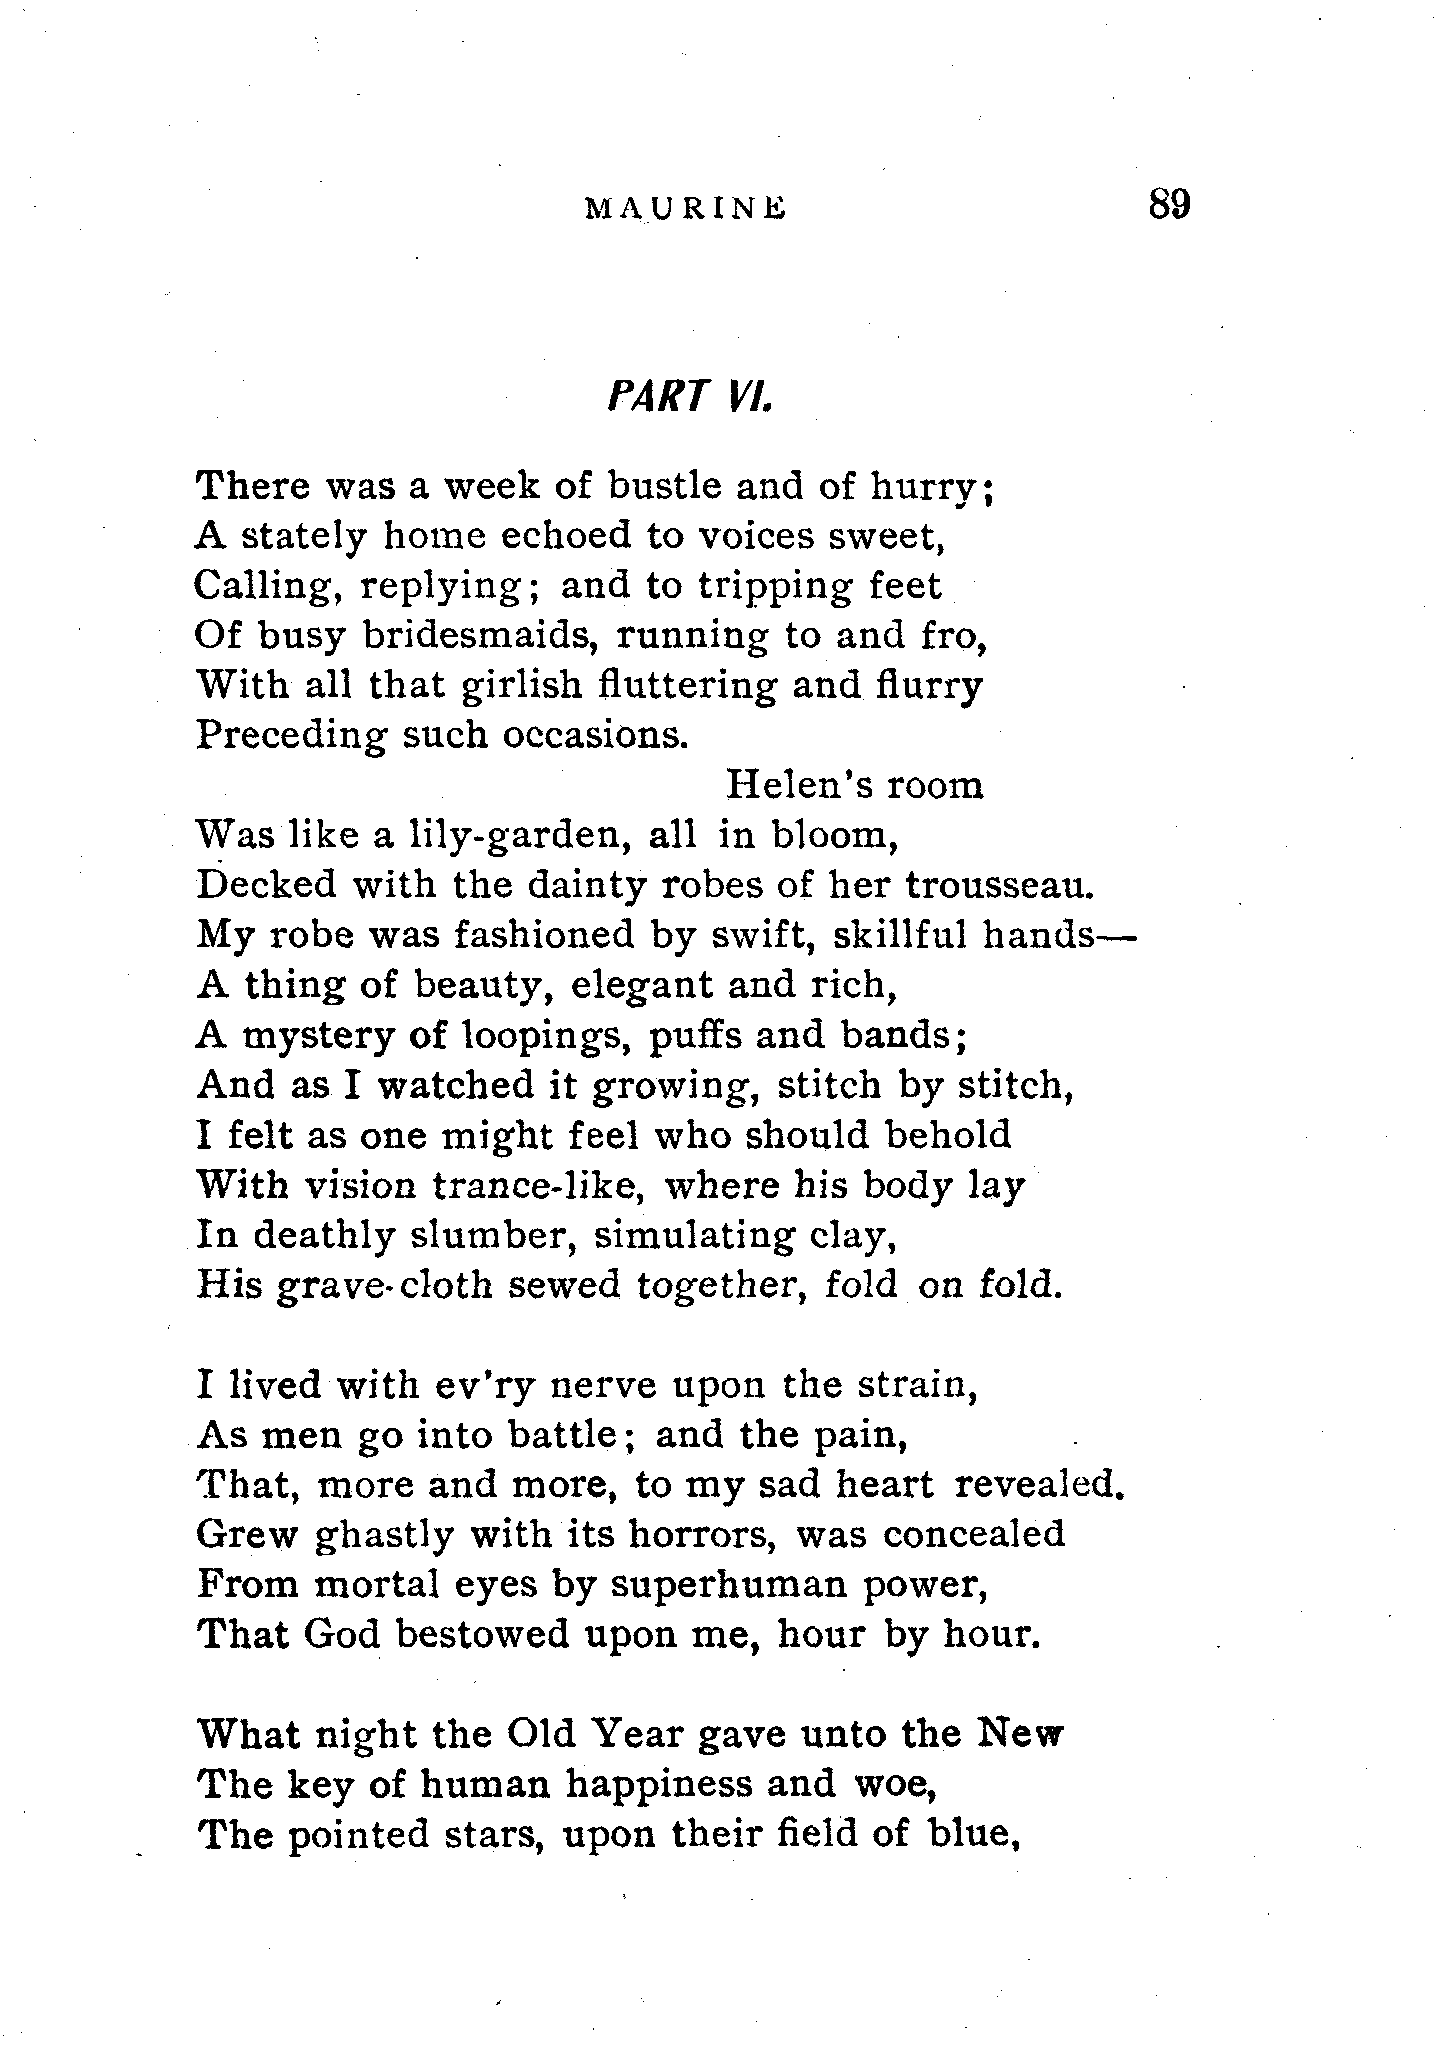 MAURINE 89
PART VI.
There was a week of bustle and of hurry;
A stately home echoed to voices sweet,
Calling, replying; and to tripping feet
Of busy bridesmaids, running to and fro,
With all that girlish fluttering and flurry
Preceding such occasions.
Helen's room
Was like a lily-garden, all in bloom,
Decked with the dainty robes of her trousseau.
My robe was fashioned by swift, skillful hands—
A thing of beauty, elegant and rich,
A mystery of loopings, puffs and bands;
And as I watched it growing, stitch by stitch,
I felt as one might feel who should behold
With vision trance-like, where his body lay
In deathly slumber, simulating clay,
His grave-cloth sewed together, fold on fold.
I lived with ev'ry nerve upon the strain,
As men go into battle; and the pain,
That, more and more, to my sad heart revealed.
Grew ghastly with its horrors, was concealed
From mortal eyes by superhuman power,
That God bestowed upon me, hour by hour.
What night the Old Year gave unto the New
The key of human happiness and woe,
The pointed stars, upon their field of blue,